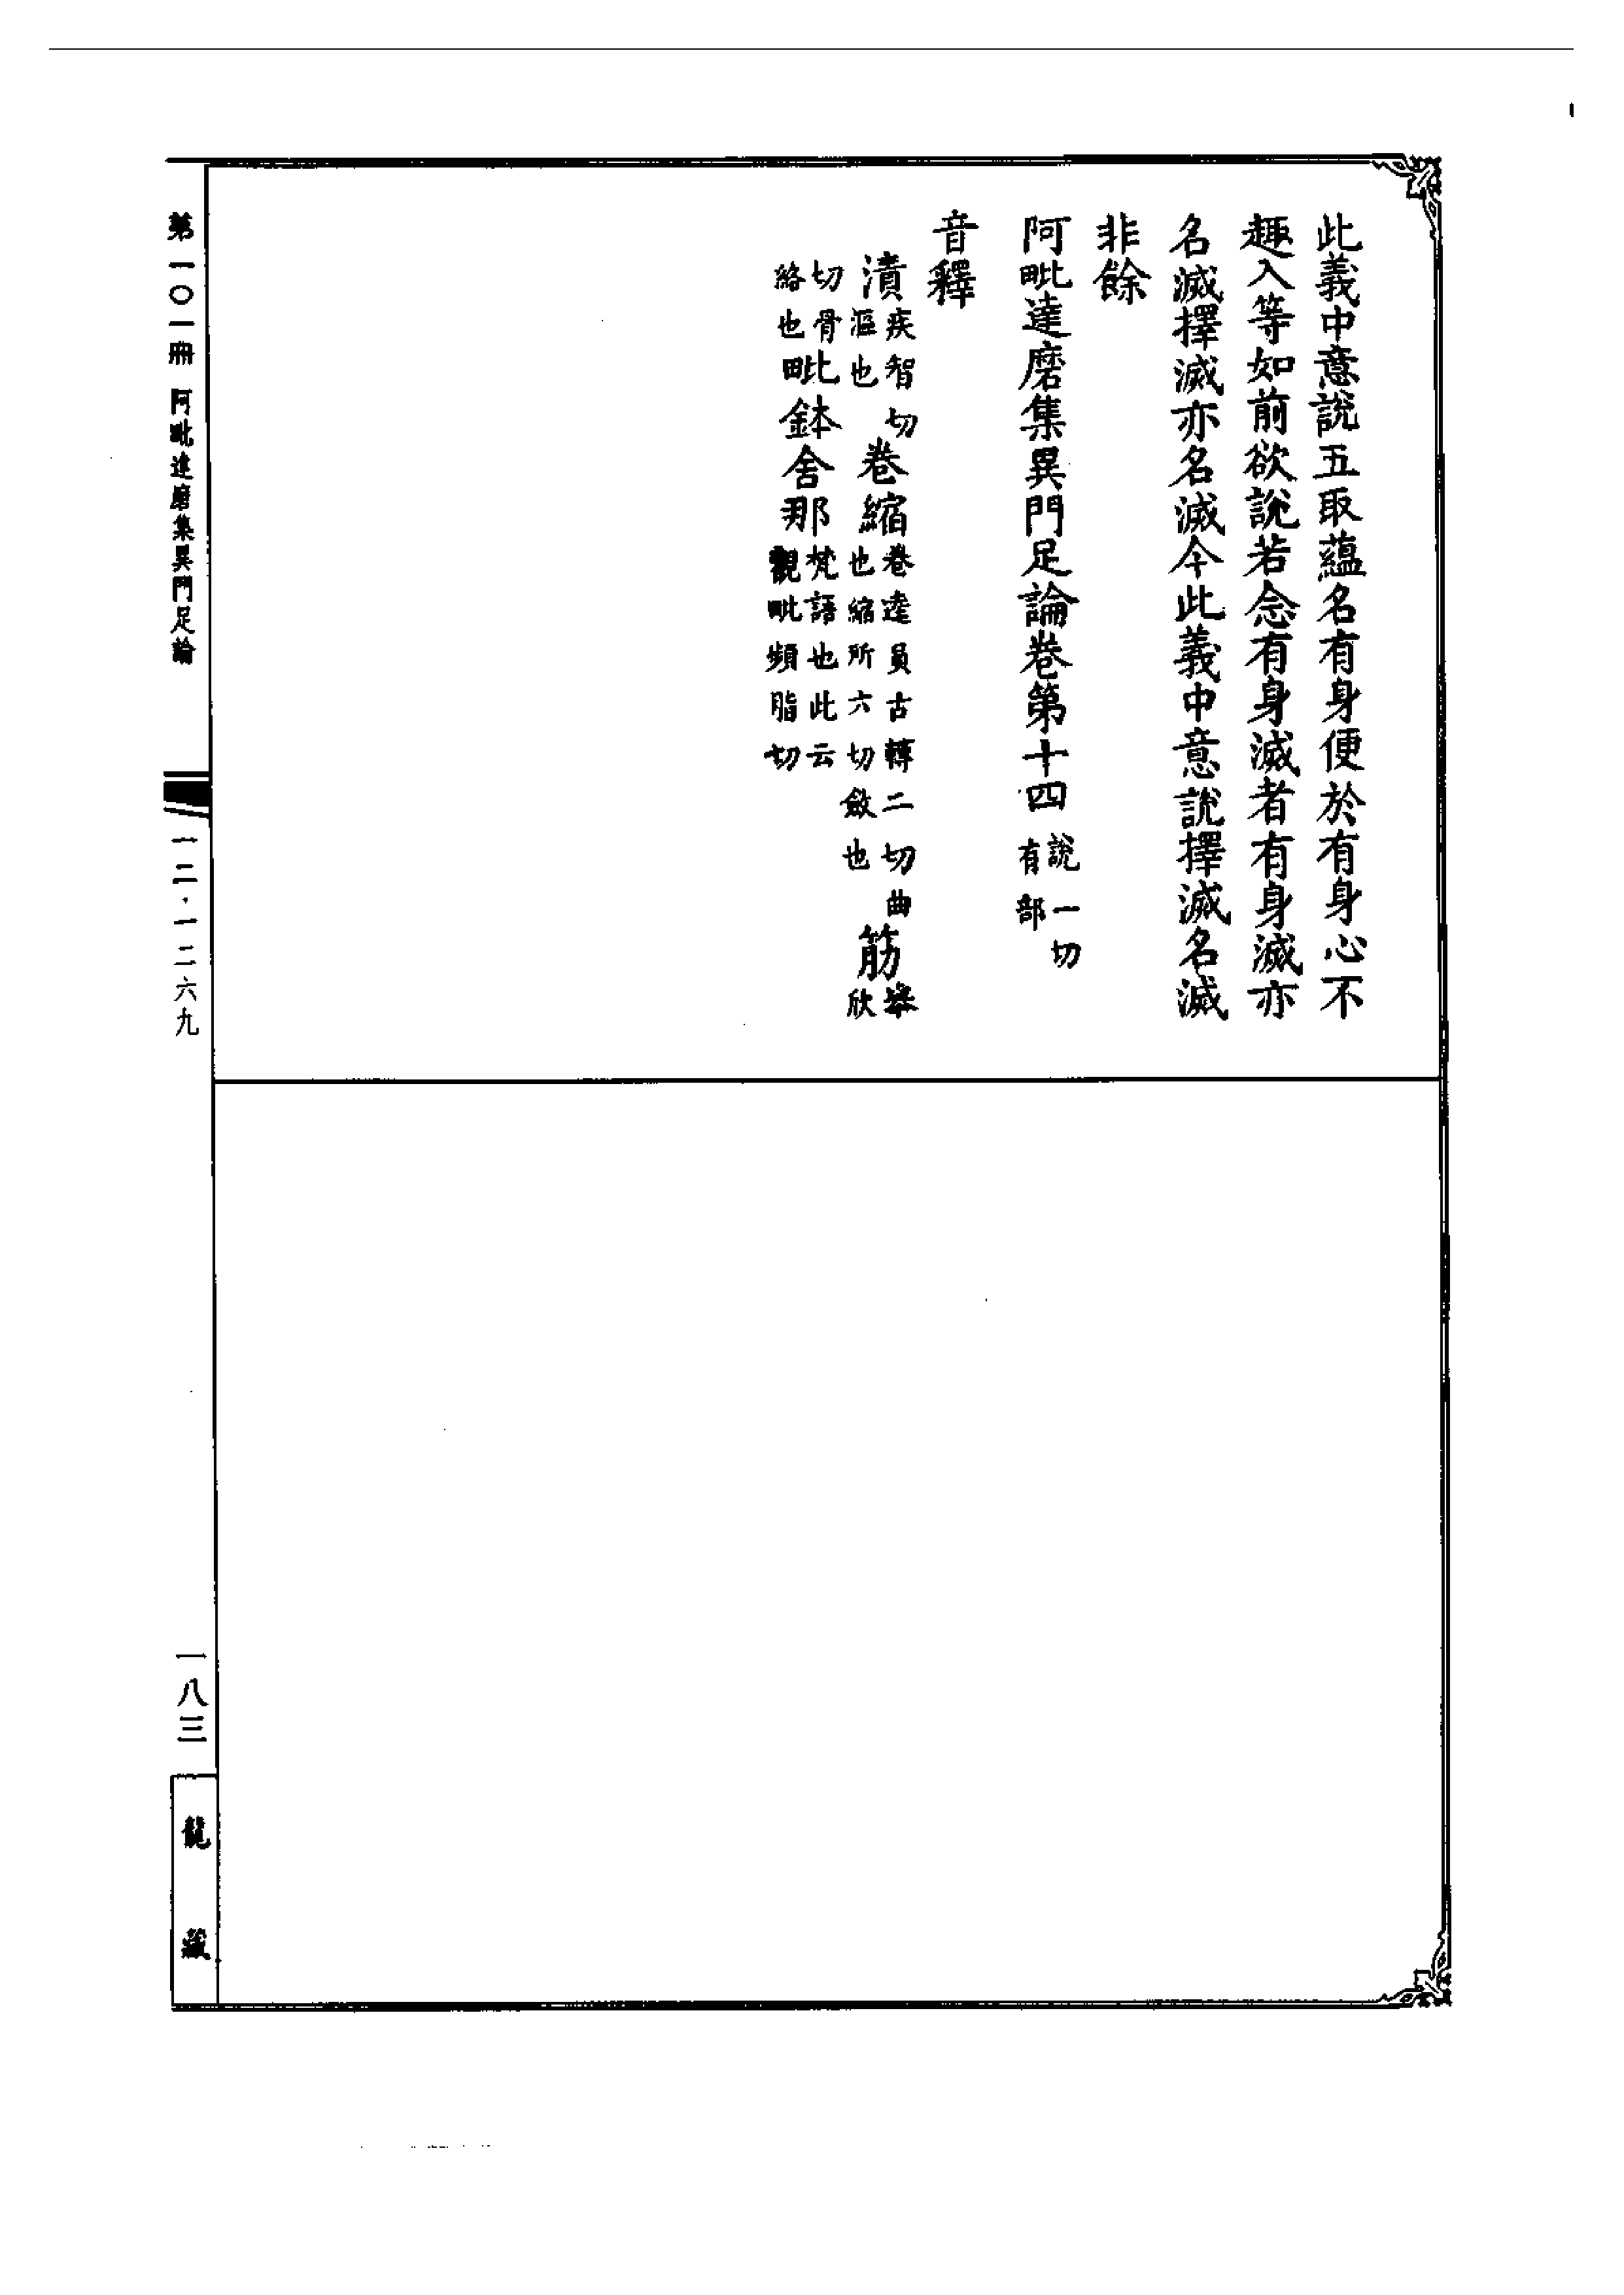 此義中意說五取蘊名有身便於有身心不
趣入等如前欲說若念有身滅者有身滅亦
名滅擇滅亦名滅今此義中意說擇滅名滅
非餘
阿毗達磨集異門足論卷第十四 說一切有部
音釋
漬 疾智切漚也 卷縮 卷逵員古轉二切曲也縮所六切斂也 筋 舉欣
切骨絡也 毗鉢舍那 梵語也此云觀毗頻脂切
第一〇一冊 阿毗達磨集異門足論
一二·一二六九
一八三
龍藏